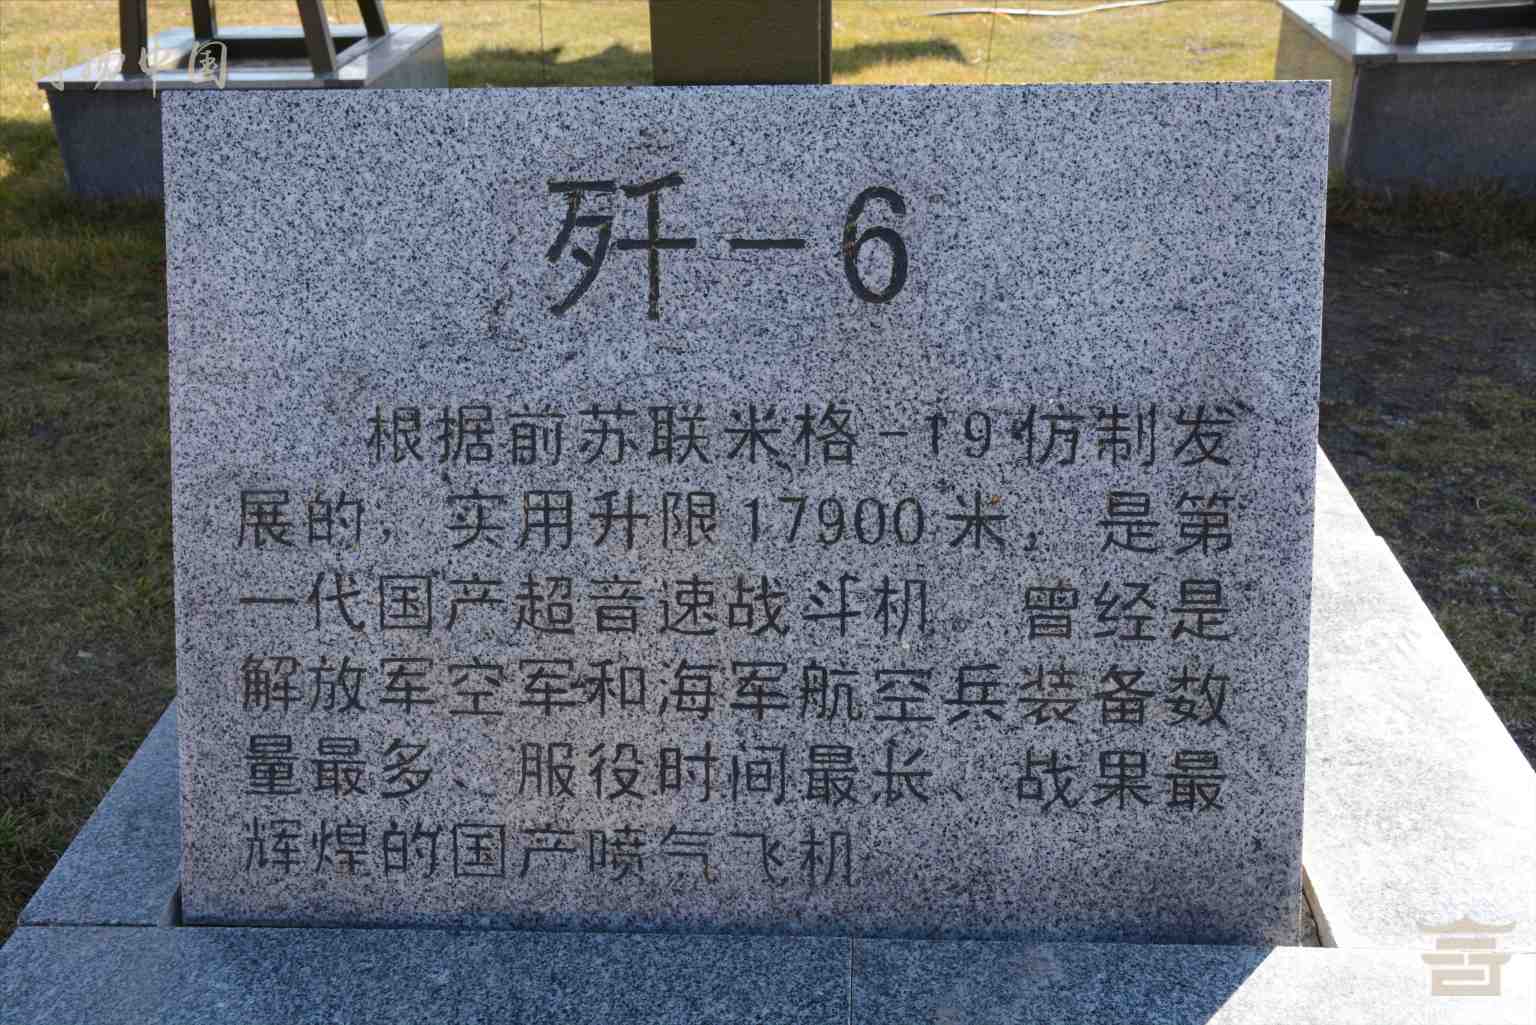 博物中国
歼-6
根据前苏联米格-19仿制发
展的，实用升限17900米，是第
一代国产超音速战斗机 曾经是
解放军空军和海军航空兵装备数
量最多、服役时间最长、战果最
辉煌的国产喷气飞机